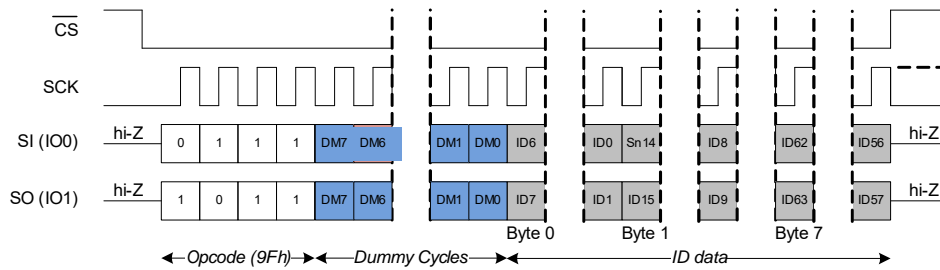 CS
SCK
SI (IO0) hi-Z 0 1 1 1 DM7 DM6 DM1 DM0 ID6 ID0 Sn14 ID8 ID62 ID56 hi-Z
SO (IO1) hi-Z 1 0 1 1 DM7 DM6 DM1 DM0 ID7 ID1 ID15 ID9 ID63 ID57 hi-Z
Byte 0 Byte 1 Byte 7
Opcode (9Fh) Dummy Cycles ID data